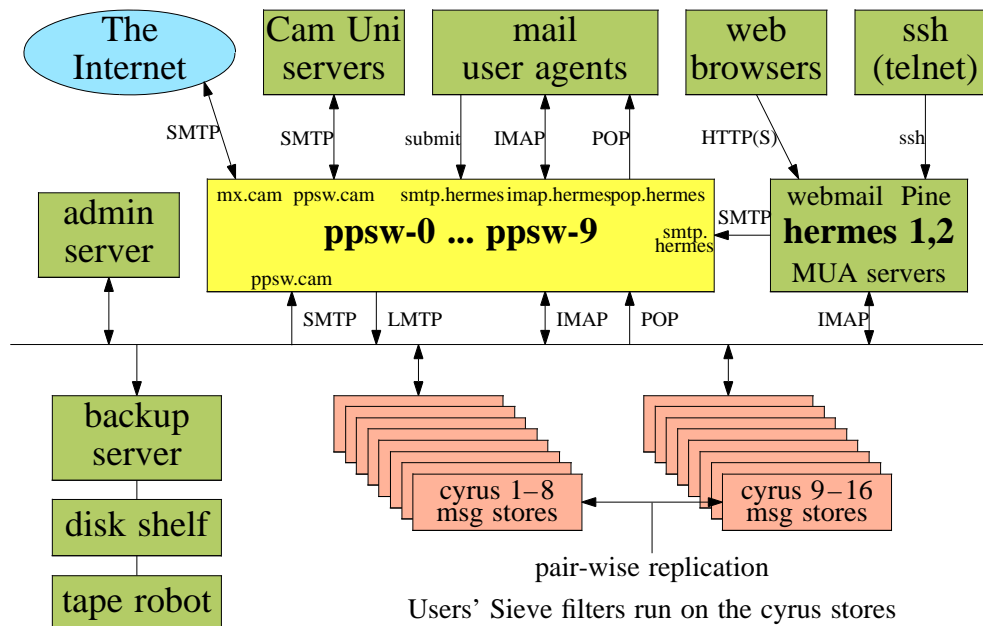 The
Internet
Cam Uni
servers
mail
user agents
web
browsers
ssh
(telnet)
SMTP
SMTP
submit
IMAP
POP
HTTP(S)
ssh
mx.cam
ppsw.cam
smtp.hermes
imap.hermes
pop.hermes
ppsw-0 ... ppsw-9
smtp.
hermes
ppsw.cam
SMTP
webmail Pine
hermes 1,2
MUA servers
admin
server
SMTP
LMTP
IMAP
POP
IMAP
backup
server
disk shelf
tape robot
cyrus 1–8
msg stores
cyrus 9–16
msg stores
pair-wise replication
Users’ Sieve filters run on the cyrus stores